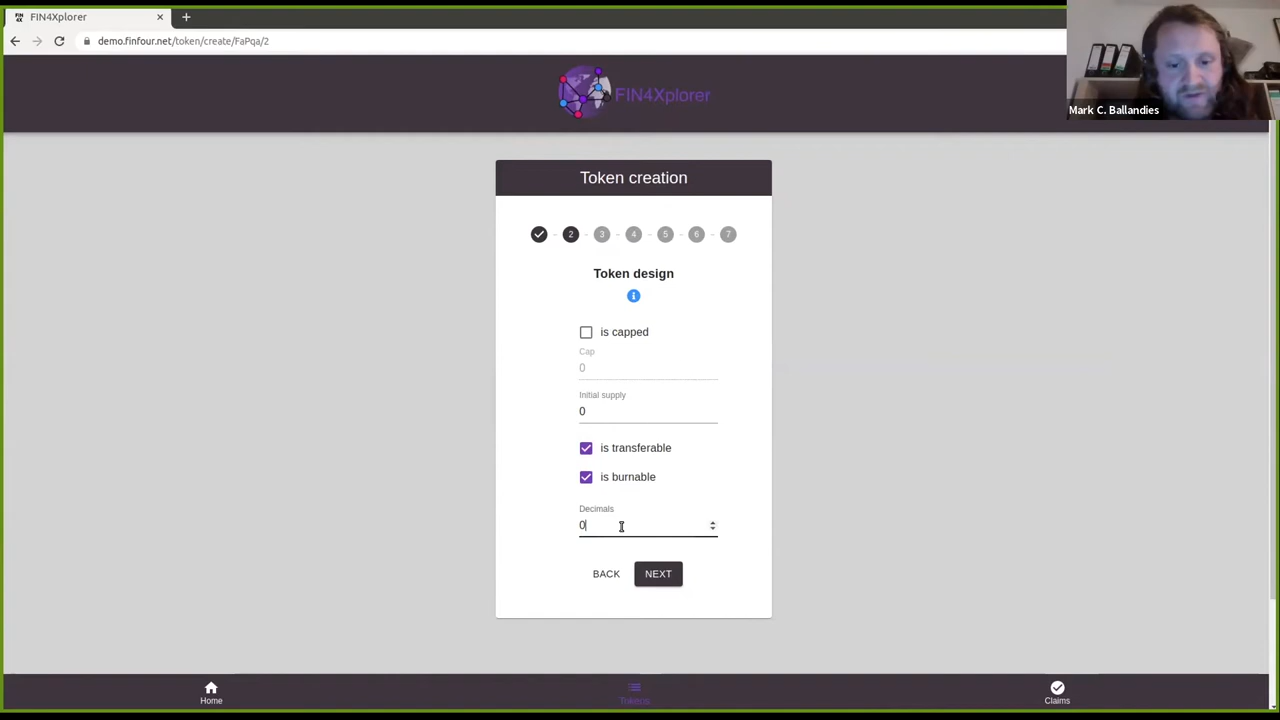 FIN4Xplorer
demo.finfour.net/token/create/FaPqa/2
FIN4Xplorer
Mark C. Ballandies
Token creation
2
3
4
5
6
7
Token design
is capped
Cap
0
Initial supply
0
is transferable
is burnable
Decimals
0
BACK
NEXT
Home
Tokens
Claims